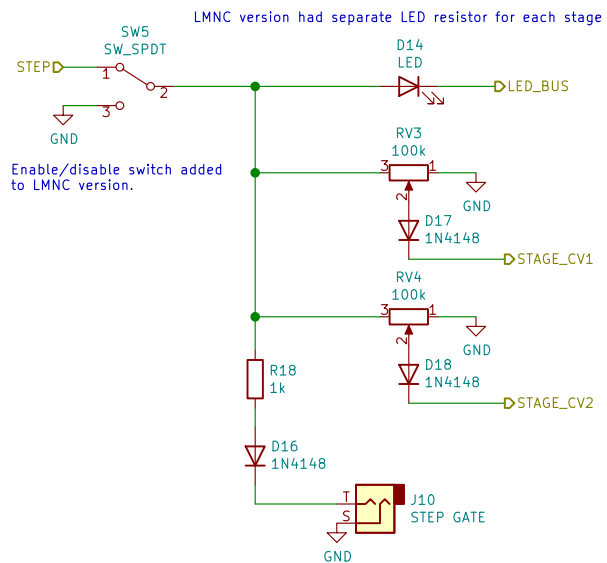 LMNC version had separate LED resistor for each stage
SW5
SW_SPDT
D14
LED
STEP
1
2
LED_BUS
3
GND
RV3
100k
Enable/disable switch added
to LMNC version.
3
1
2
GND
D17
1N4148
STAGE_CV1
RV4
100k
3
1
2
GND
R18
1k
D18
1N4148
STAGE_CV2
D16
1N4148
T
S
J10
STEP GATE
GND